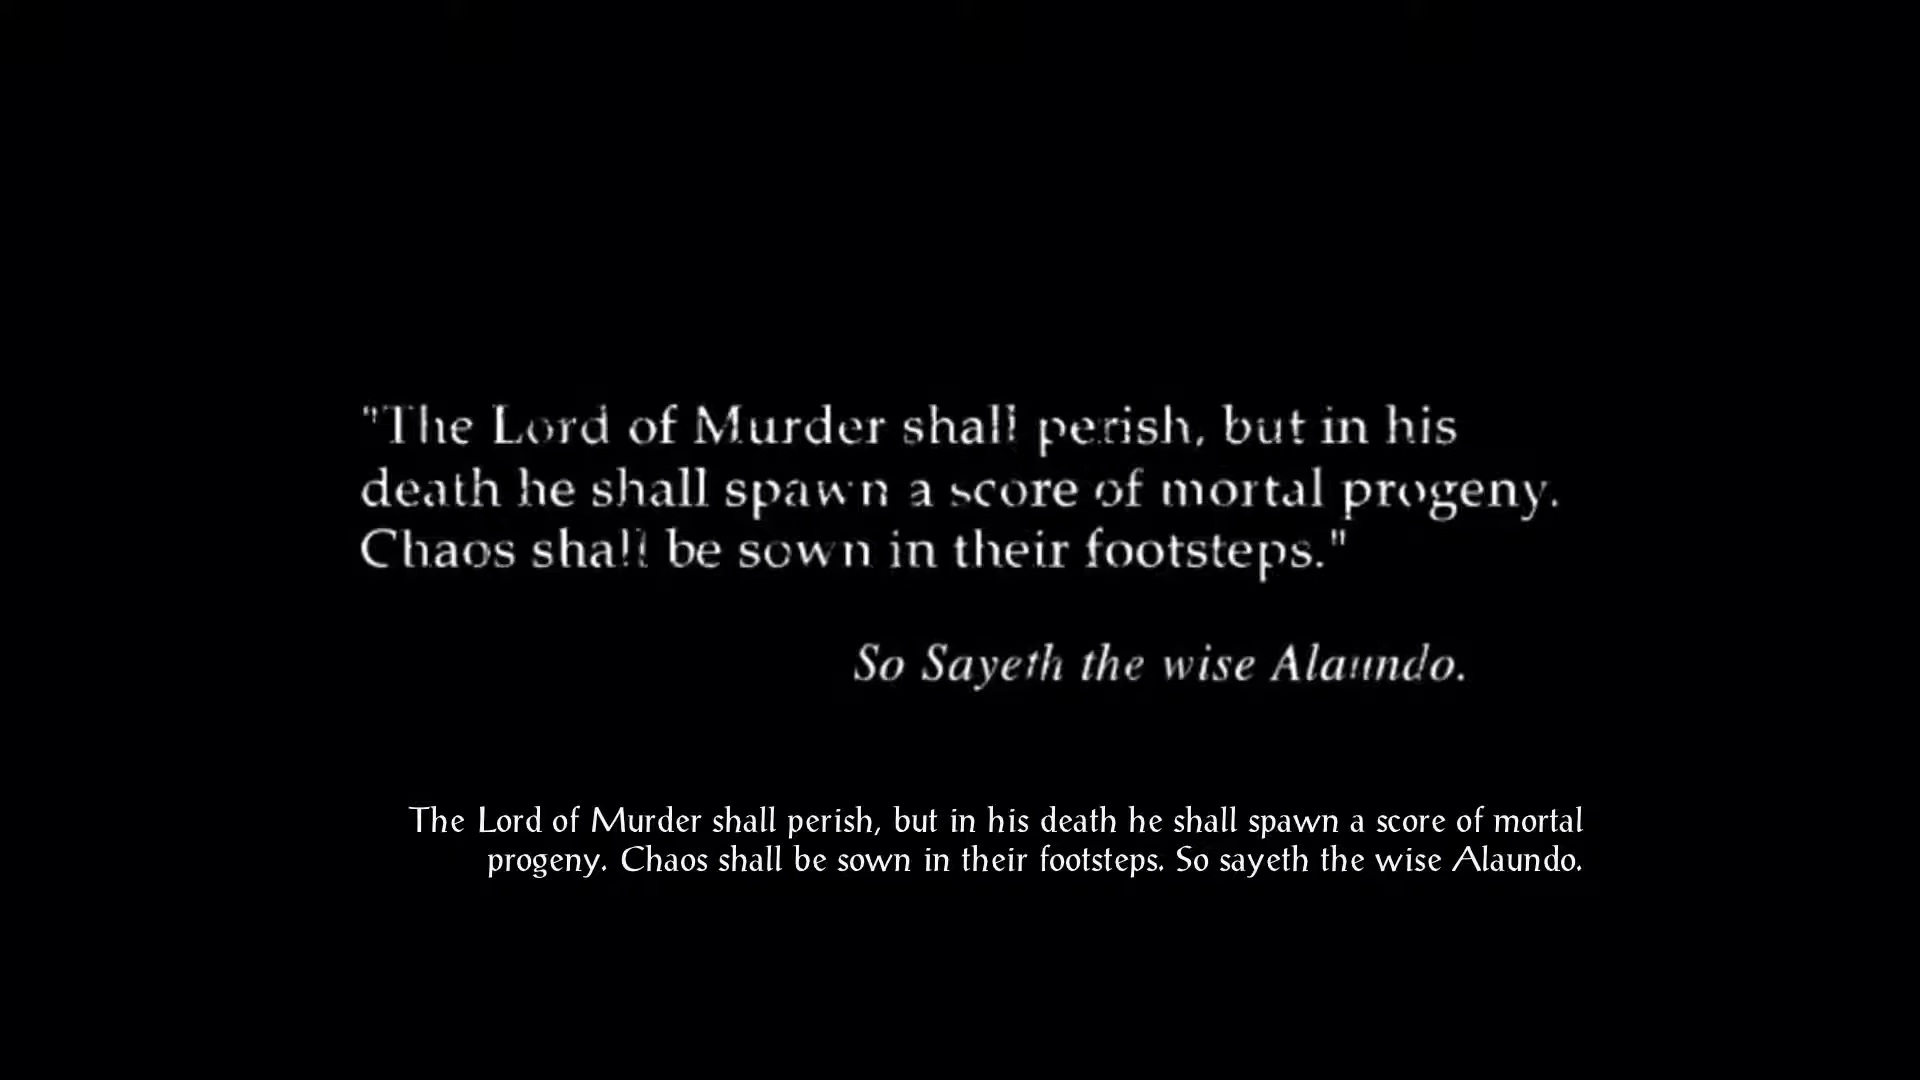 "The Lord of Murder shall perish, but in his
death he shall spawn a score of mortal progeny.
Chaos shall be sown in their footsteps."
So Sayeth the wise Alaundo.
The Lord of Murder shall perish, but in his death he shall spawn a score of mortal
progeny. Chaos shall be sown in their footsteps. So sayeth the wise Alaundo.